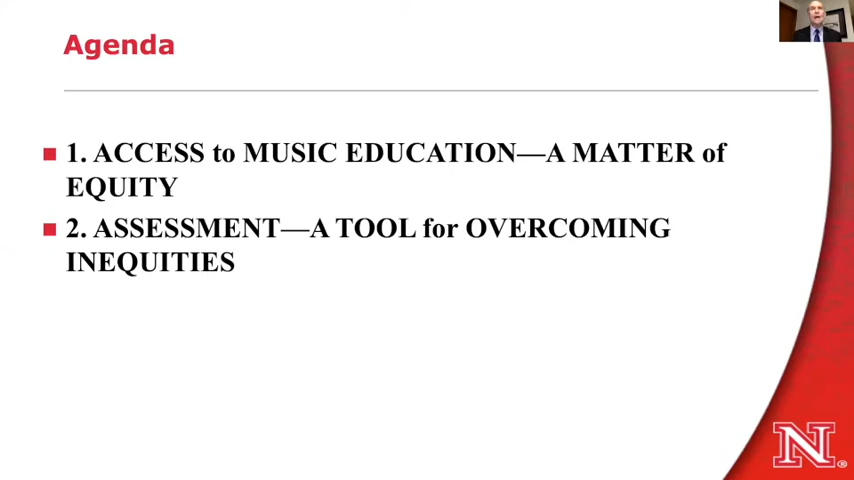 Agenda
1. ACCESS to MUSIC EDUCATION—A MATTER of
EQUITY
2. ASSESSMENT—A TOOL for OVERCOMING
INEQUITIES
N®